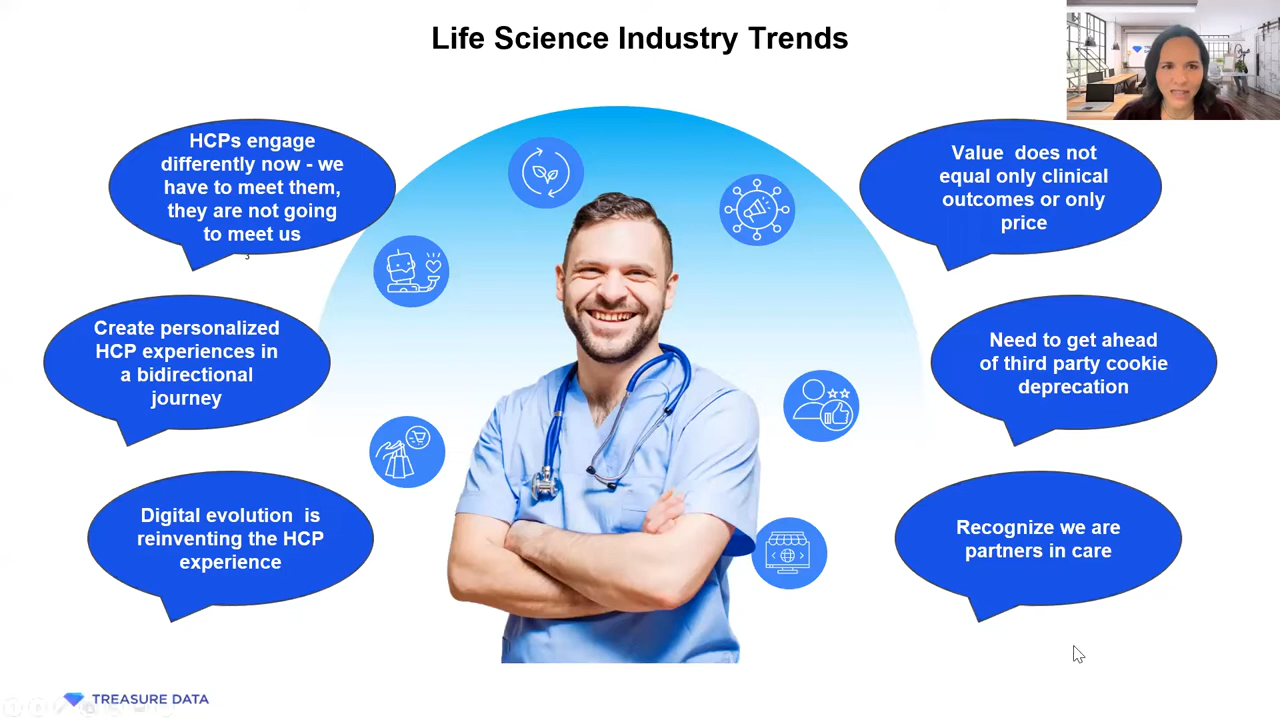 Life Science Industry Trends
HCPs engage
differently now - we
have to meet them,
they are not going
to meet us
3
Create personalized
HCP experiences in
a bidirectional
journey
Digital evolution is
reinventing the HCP
experience
Value does not
equal only clinical
outcomes or only
price
Need to get ahead
of third party cookie
deprecation
Recognize we are
partners in care
TREASURE DATA